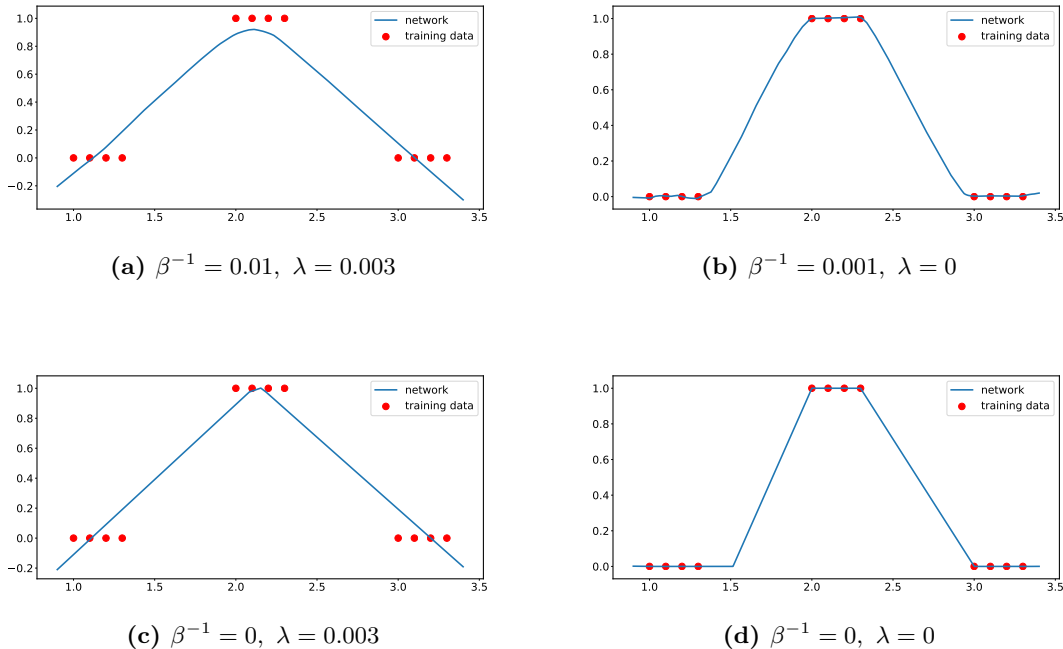 1.0
0.8
0.6
0.4
0.2
0.0
−0.2
1.0 1.5 2.0 2.5 3.0 3.5
network
training data
(a) β⁻¹ = 0.01, λ = 0.003
1.0
0.8
0.6
0.4
0.2
0.0
1.0 1.5 2.0 2.5 3.0 3.5
network
training data
(b) β⁻¹ = 0.001, λ = 0
1.0
0.8
0.6
0.4
0.2
0.0
−0.2
1.0 1.5 2.0 2.5 3.0 3.5
network
training data
(c) β⁻¹ = 0, λ = 0.003
1.0
0.8
0.6
0.4
0.2
0.0
1.0 1.5 2.0 2.5 3.0 3.5
network
training data
(d) β⁻¹ = 0, λ = 0